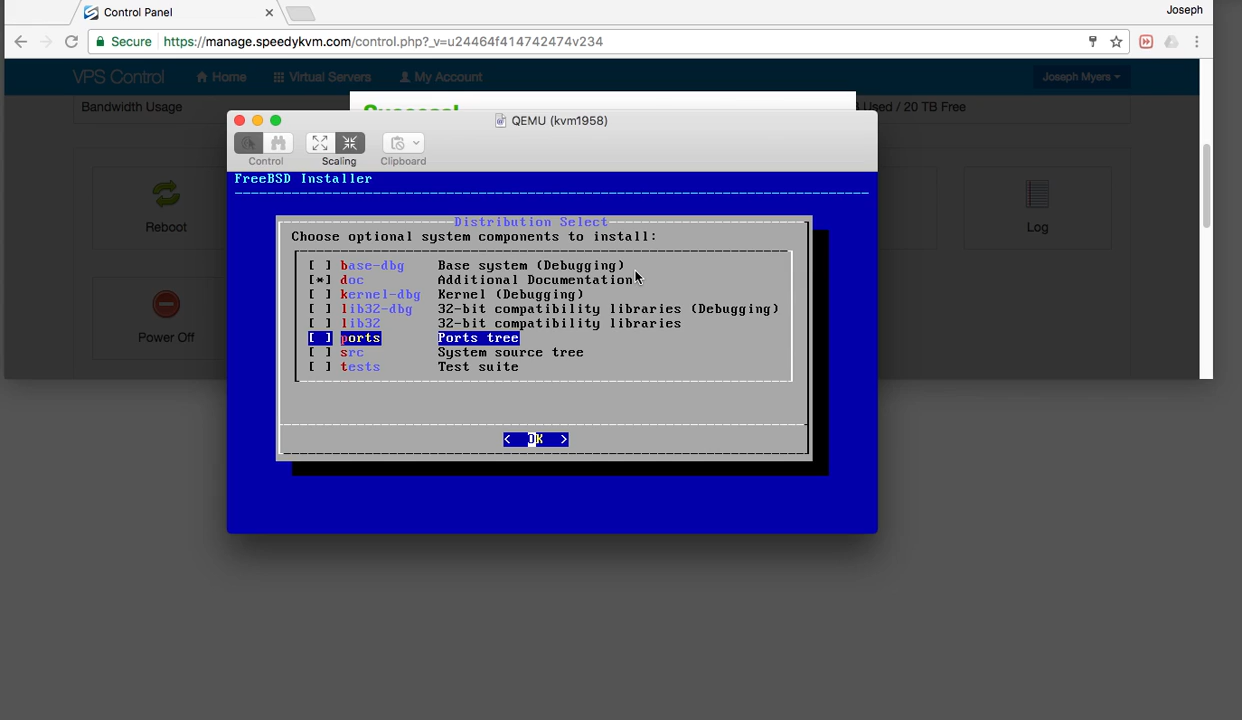 Control Panel
Joseph
Secure https://manage.speedykvm.com/control.php?_v=u24464f414742474v234
VPS Control Home Virtual Servers My Account Joseph Myers
Bandwidth Usage
Used / 20 TB Free
QEMU (kvm1958)
Control Scaling Clipboard
FreeBSD Installer
Reboot
Log
Power Off
Distribution Select
Choose optional system components to install:
[ ] base-dbg Base system (Debugging)
[*] doc Additional Documentation
[ ] kernel-dbg Kernel (Debugging)
[ ] lib32-dbg 32-bit compatibility libraries (Debugging)
[ ] lib32 32-bit compatibility libraries
[ ] ports Ports tree
[ ] src System source tree
[ ] tests Test suite
< OK >